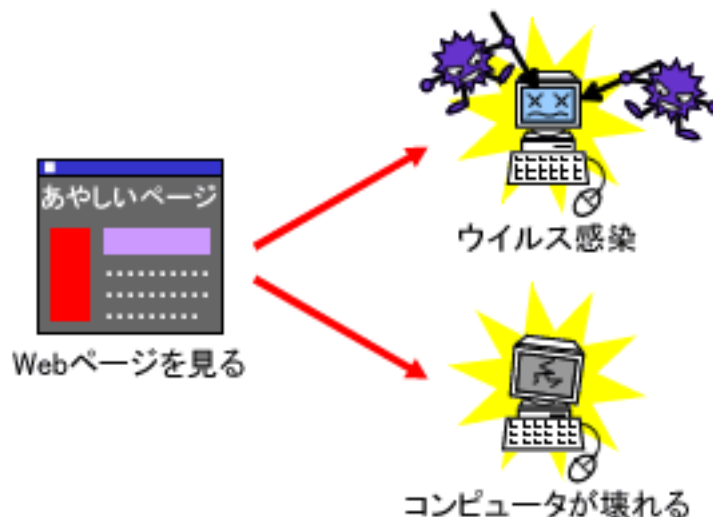 あやしいページ
Webページを見る
ウイルス感染
コンピュータが壊れる